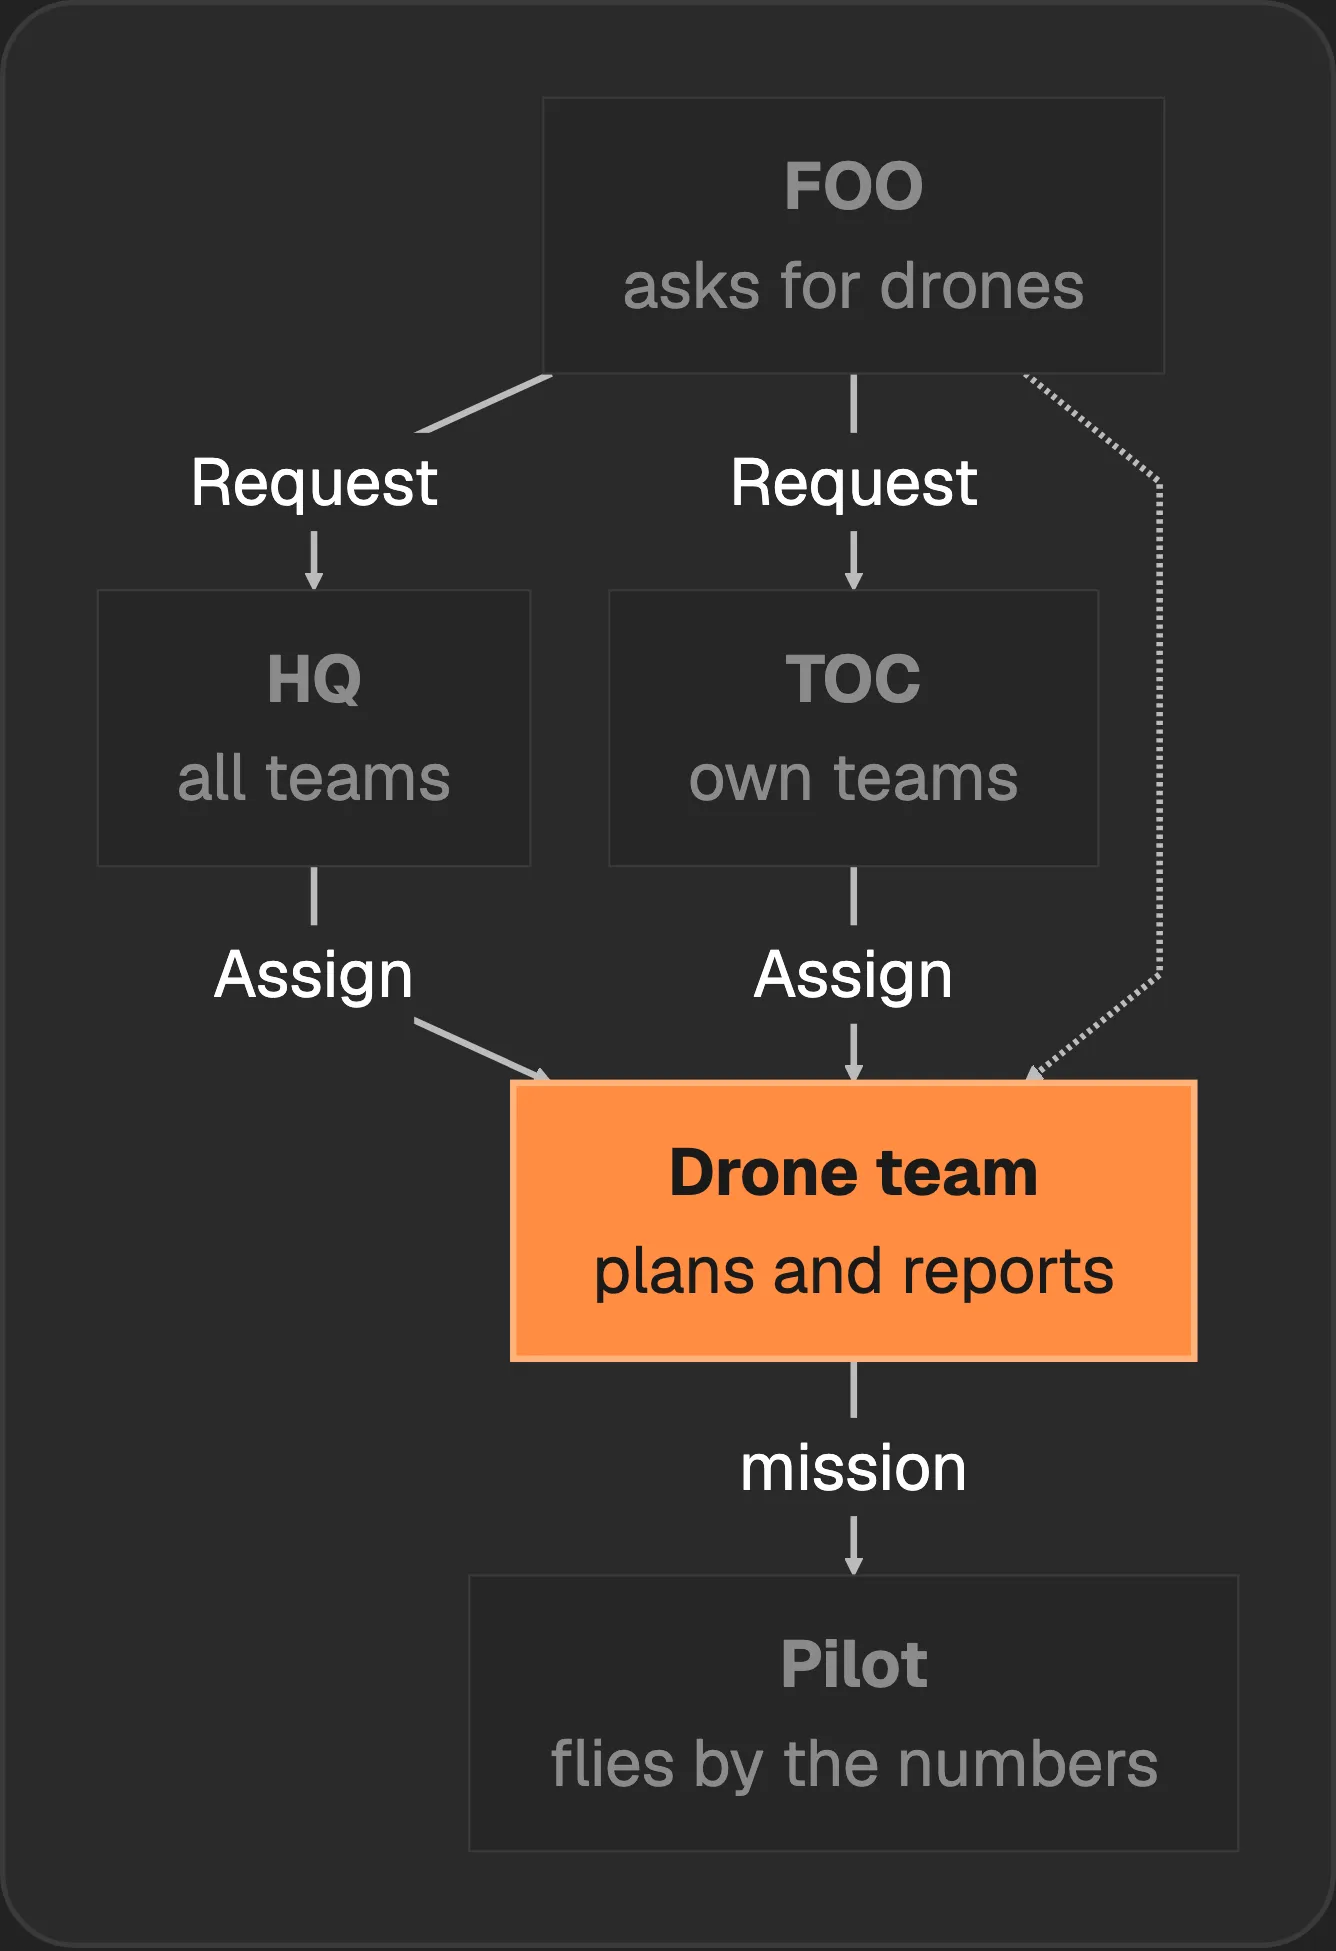 FOO
asks for drones
Request
Request
HQ
all teams
TOC
own teams
Assign
Assign
Drone team
plans and reports
mission
Pilot
flies by the numbers